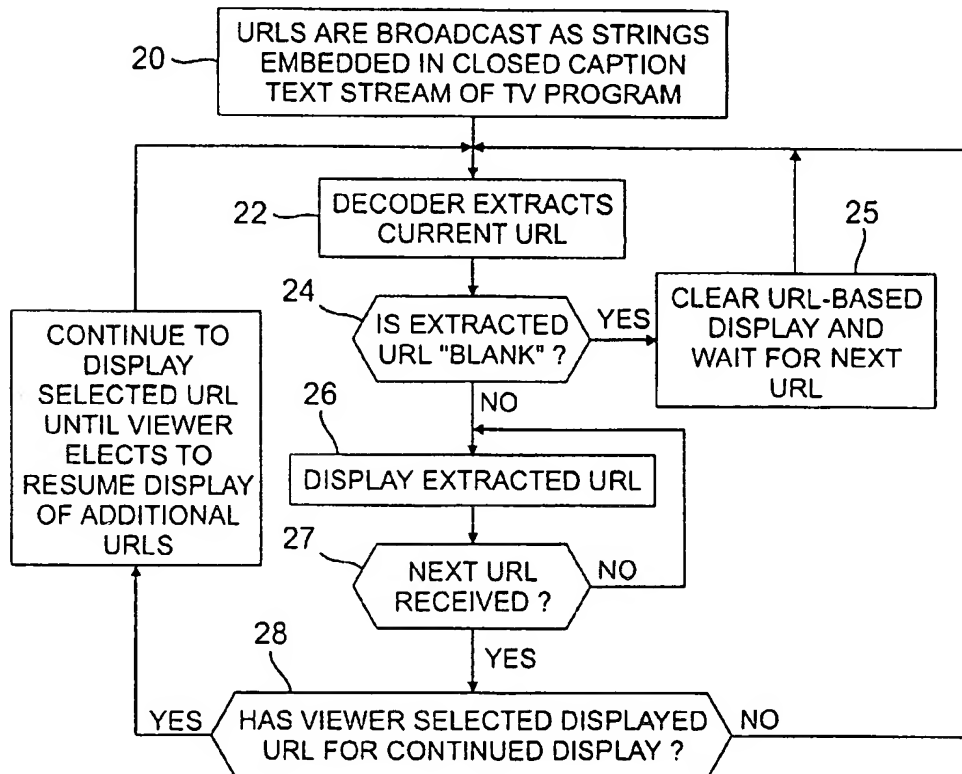 20
URLS ARE BROADCAST AS STRINGS
EMBEDDED IN CLOSED CAPTION
TEXT STREAM OF TV PROGRAM
22
DECODER EXTRACTS
CURRENT URL
24
IS EXTRACTED
URL "BLANK" ?
YES
25
CLEAR URL-BASED
DISPLAY AND
WAIT FOR NEXT
URL
NO
26
DISPLAY EXTRACTED URL
27
NEXT URL
RECEIVED ?
NO
YES
28
HAS VIEWER SELECTED DISPLAYED
URL FOR CONTINUED DISPLAY ?
YES
NO
CONTINUE TO
DISPLAY
SELECTED URL
UNTIL VIEWER
ELECTS TO
RESUME DISPLAY
OF ADDITIONAL
URLS